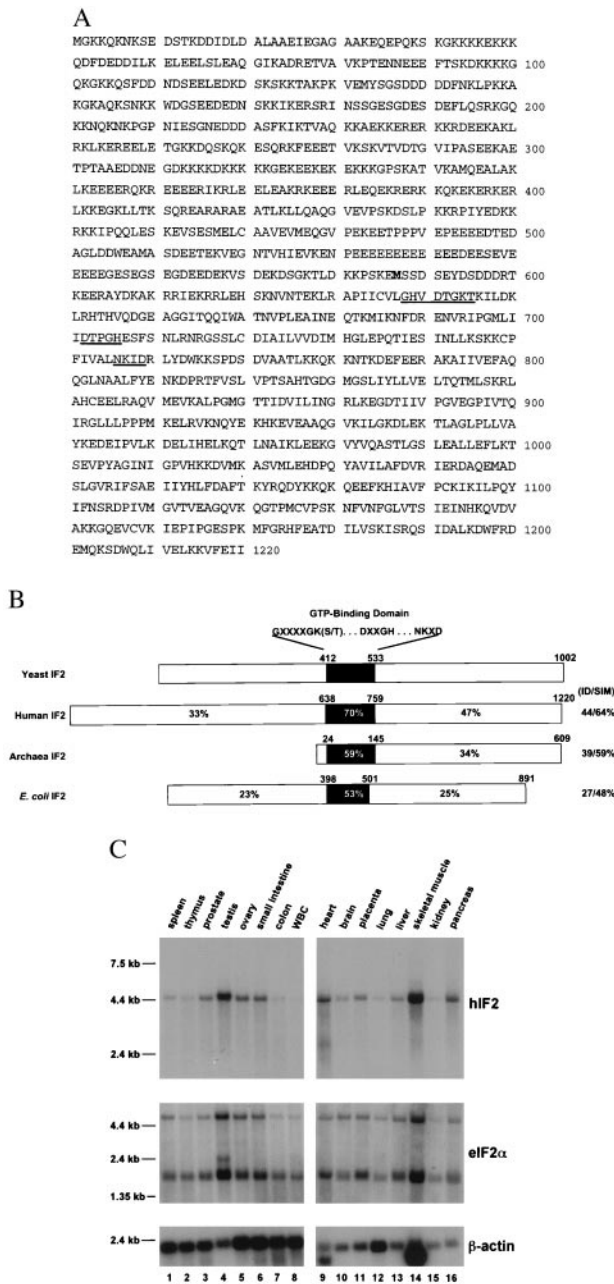 A
MGKKQKNKSE DSTKDDIDLD ALAAEIEGAG AAKEQEPQKS KGKKKKEKKK
QDFDEDDILK ELEELSLEAQ GIKADRETVA VKPTENNEEE FTSKDKKKKG 100
QKGKKQSFDD NDSEELEDKD SKSKKTAKPK VEMYSGSDDD DDFNKLPKKA
KGKAQKSNKK WDGSEEDEDN SKKIKERSRI NSSGESGDES DEFLQSRKGQ 200
KKNQKNKPGP NIESGNEDDD ASFKIKTVAQ KKAEKKERER KKRDEEKAKL
RKLKEREELE TGKKDQSKQK ESQRKFEEET VKSKVTVDTG VIPASEEKAE 300
TPTAAEDDNE GDKKKKDKKK KKGEKEEKEK EKKKGPSKAT VKAMQEALAK
LKEEEERQKR EEEERIKRLE ELEAKRKEEE RLEQEKRERK KQKEKERKER 400
LKKEGKLLTK SQREARARAE ATLKLLQAQG VEVPSKDSLP KKRPIYEDKK
RKKIPQQLES KEVSESMELC AAVEVMEQGV PEKEETPPPV EPEEEEDTED 500
AGLDDWEAMA SDEETEKVEG NTVHIEVKEN PEEEEEEEEE EEEDEESEVE
EEEEGESEGS EGDEEDEKVS DEKDSGKTLD KKPSKEMSSD SEYDSDDDRT 600
KEERAYDKAK RRIEKRRLEH SKNVNTEKLR APIICVLGHV DTGKTKILDK
LRHTHVQDGE AGGITQQIWA TNVPLEAINE QTKMIKNFDR ENVRIPGMLI 700
IDTPGHESFS NLRNRGSSLC DIAILVVDIM HGLEPQTIES INLLKSKKCP
FIVALNKIDR LYDWKKSPDS DVAATLKKQK KNTKDEFEER AKAIIVEFAQ 800
QGLNAALFYE NKDPRTFVSL VPTSAHTGDG MGSLIYLLVE LTQTMLSKRL
AHCEELRAQV MEVKALPGMG TTIDVILING RLKEGDTIIV PGVEGPIVTQ 900
IRGLLLPPPM KELRVKNQYE KHKEVEAAQG VKILGKDLEK TLAGLPLLVA
YKEDEIPVLK DELIHELKQT LNAIKLEEKG VYVQASTLGS LEALLEFLKT 1000
SEVPYAGINI GPVHKKDVMK ASVMLEHDPQ YAVILAFDVR IERDAQEMAD
SLGVRIFSAE IIYHLFDAFT KYRQDYKKQK QEEFKHIAVF PCKIKILPQY 1100
IFNSRDPIVM GVTVEAGQVK QGTPMCVPSK NFVNFGLVTS IEINHKQVDV
AKKGQEVCVK IEPIPGESPK MFGRHFEATD ILVSKISRQS IDALKDWFRD 1200
EMQKSDWQLI VELKKVFEII 1220
B
GTP-Binding Domain
GXXXXGK(S/T)...DXXGH...NKXD
412 533 1002
Yeast IF2
(ID/SIM)
638 759 1220
Human IF2 33% 70% 47% 44/64%
24 145 609
Archaea IF2 59% 34% 39/59%
398 501 891
E. coli IF2 23% 53% 25% 27/48%
C
spleen thymus prostate testis ovary small intestine colon WBC heart brain placenta lung liver skeletal muscle kidney pancreas
7.5 kb
4.4 kb
hIF2
2.4 kb
4.4 kb
eIF2α
2.4 kb
1.35 kb
2.4 kb
β-actin
1 2 3 4 5 6 7 8 9 10 11 12 13 14 15 16